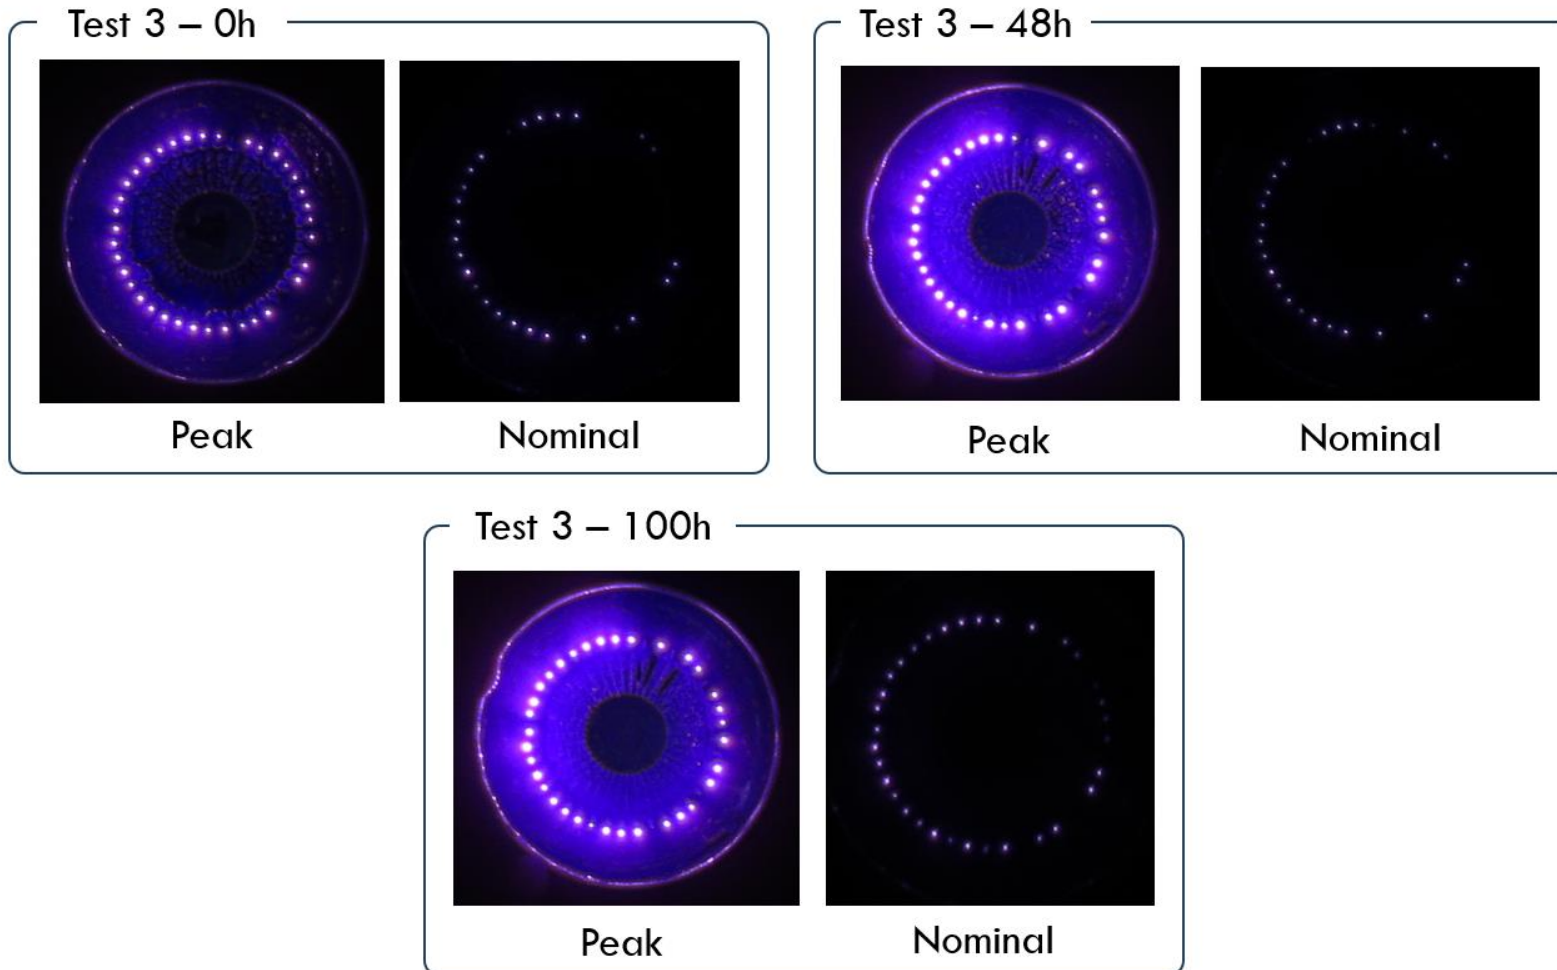 Test 3 – 0h
Peak
Nominal
Test 3 – 48h
Peak
Nominal
Test 3 – 100h
Peak
Nominal